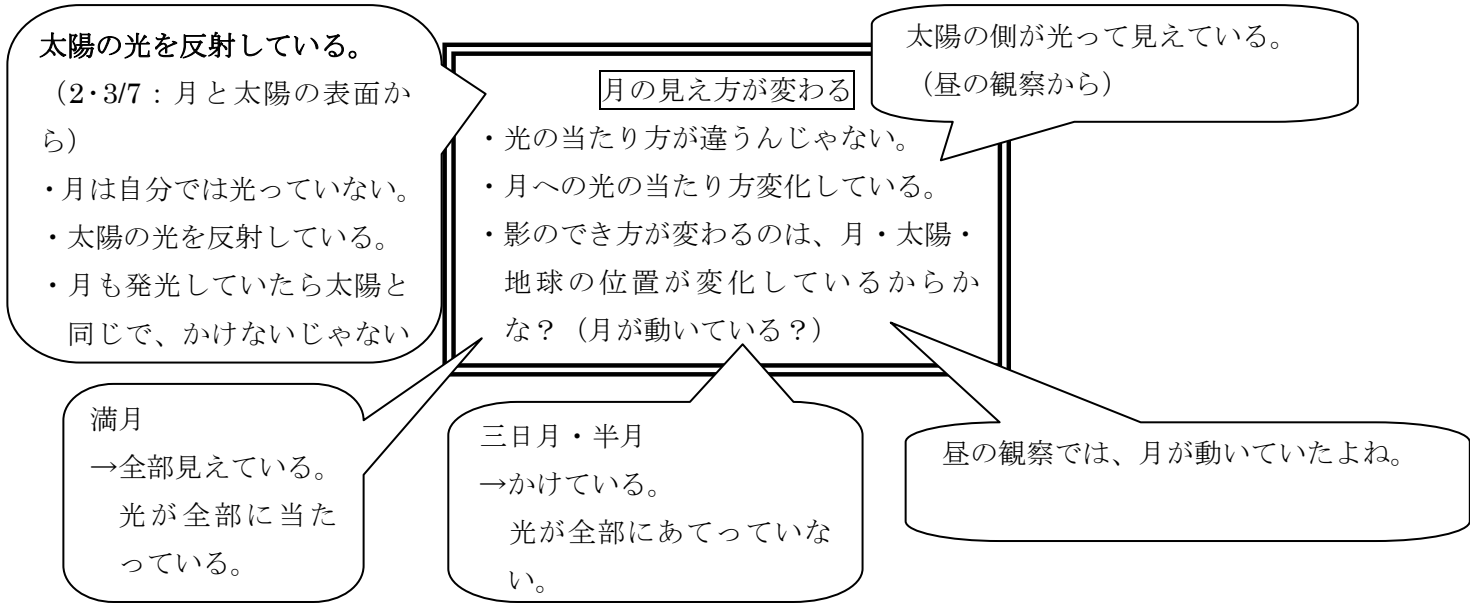 太陽の光を反射している。
（2・3/7：月と太陽の表面か
ら）
・月は自分では光っていない。
・太陽の光を反射している。
・月も発光していたら太陽と
同じで、かけないじゃない
月の見え方が変わる
・光の当たり方が違うんじゃない。
・月への光の当たり方変化している。
・影のでき方が変わるのは、月・太陽・
地球の位置が変化しているからか
な？（月が動いている？）
太陽の側が光って見えている。
（昼の観察から）
満月
→全部見えている。
光が全部に当た
っている。
三日月・半月
→かけている。
光が全部にあてっていな
い。
昼の観察では、月が動いていたよね。